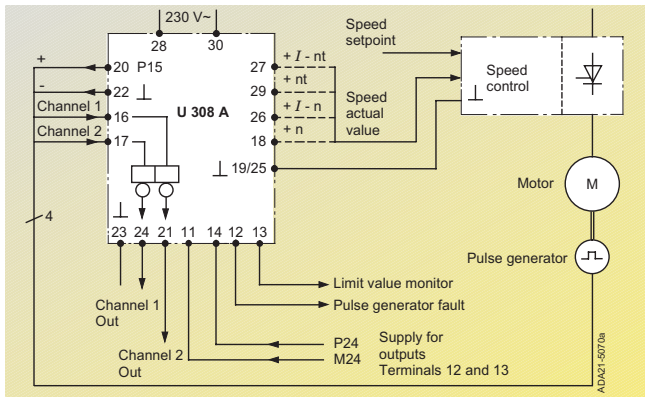 230 V~
28
30
+
20
P15
-
22
⊥
U 308 A
Channel 1
16
Channel 2
17
27
+ I - nt
29
+ nt
26
+ I - n
18
+ n
Speed
actual
value
⊥ 19/25
Speed
setpoint
Speed
control
⊥
Motor
M
Pulse generator
4
⊥
23 24 21 11 14 12 13
Channel 1
Out
Channel 2
Out
Limit value monitor
Pulse generator fault
P24
M24
Supply for
outputs
Terminals 12 and 13
ADA21-5070a